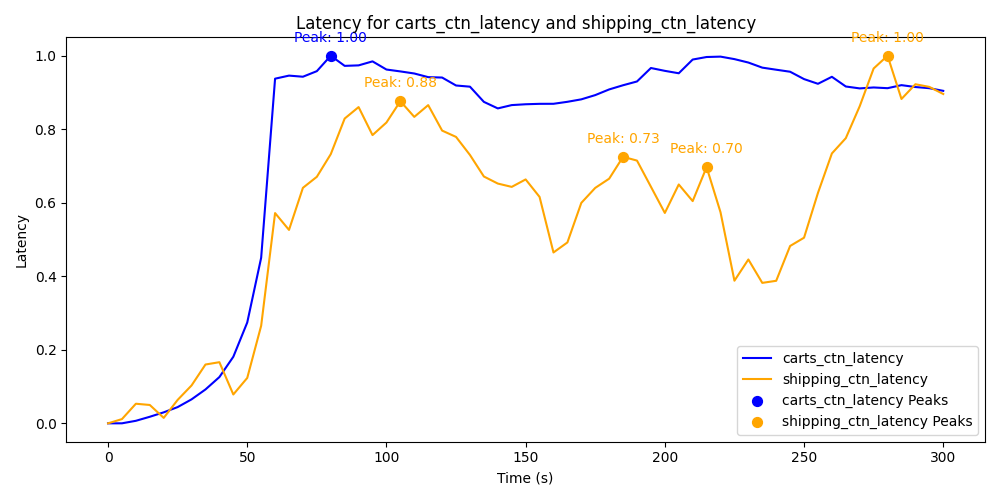 Latency for carts_ctn_latency and shipping_ctn_latency
Peak: 1.00
Peak: 1.00
Peak: 0.88
Peak: 0.73
Peak: 0.70
Latency
1.0
0.8
0.6
0.4
0.2
0.0
carts_ctn_latency
shipping_ctn_latency
carts_ctn_latency Peaks
shipping_ctn_latency Peaks
0
50
100
150
200
250
300
Time (s)